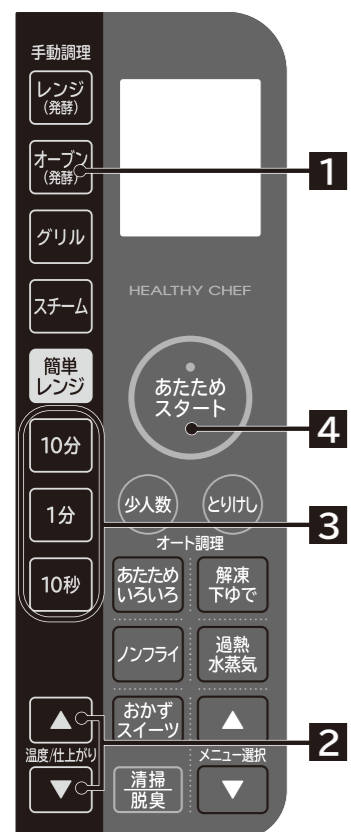 手動調理
レンジ
(発酵)
オーブン
(発酵)
1
グリル
スチーム
HEALTHY CHEF
簡単
レンジ
あたため
スタート
4
10分
1分
3
10秒
少人数
とりけし
オート調理
あたため
いろいろ
解凍
下ゆで
ノンフライ
過熱
水蒸気
おかず
スイーツ
▲
▲
温度/仕上がり
メニュー選択
2
▼
清掃
脱臭
▼